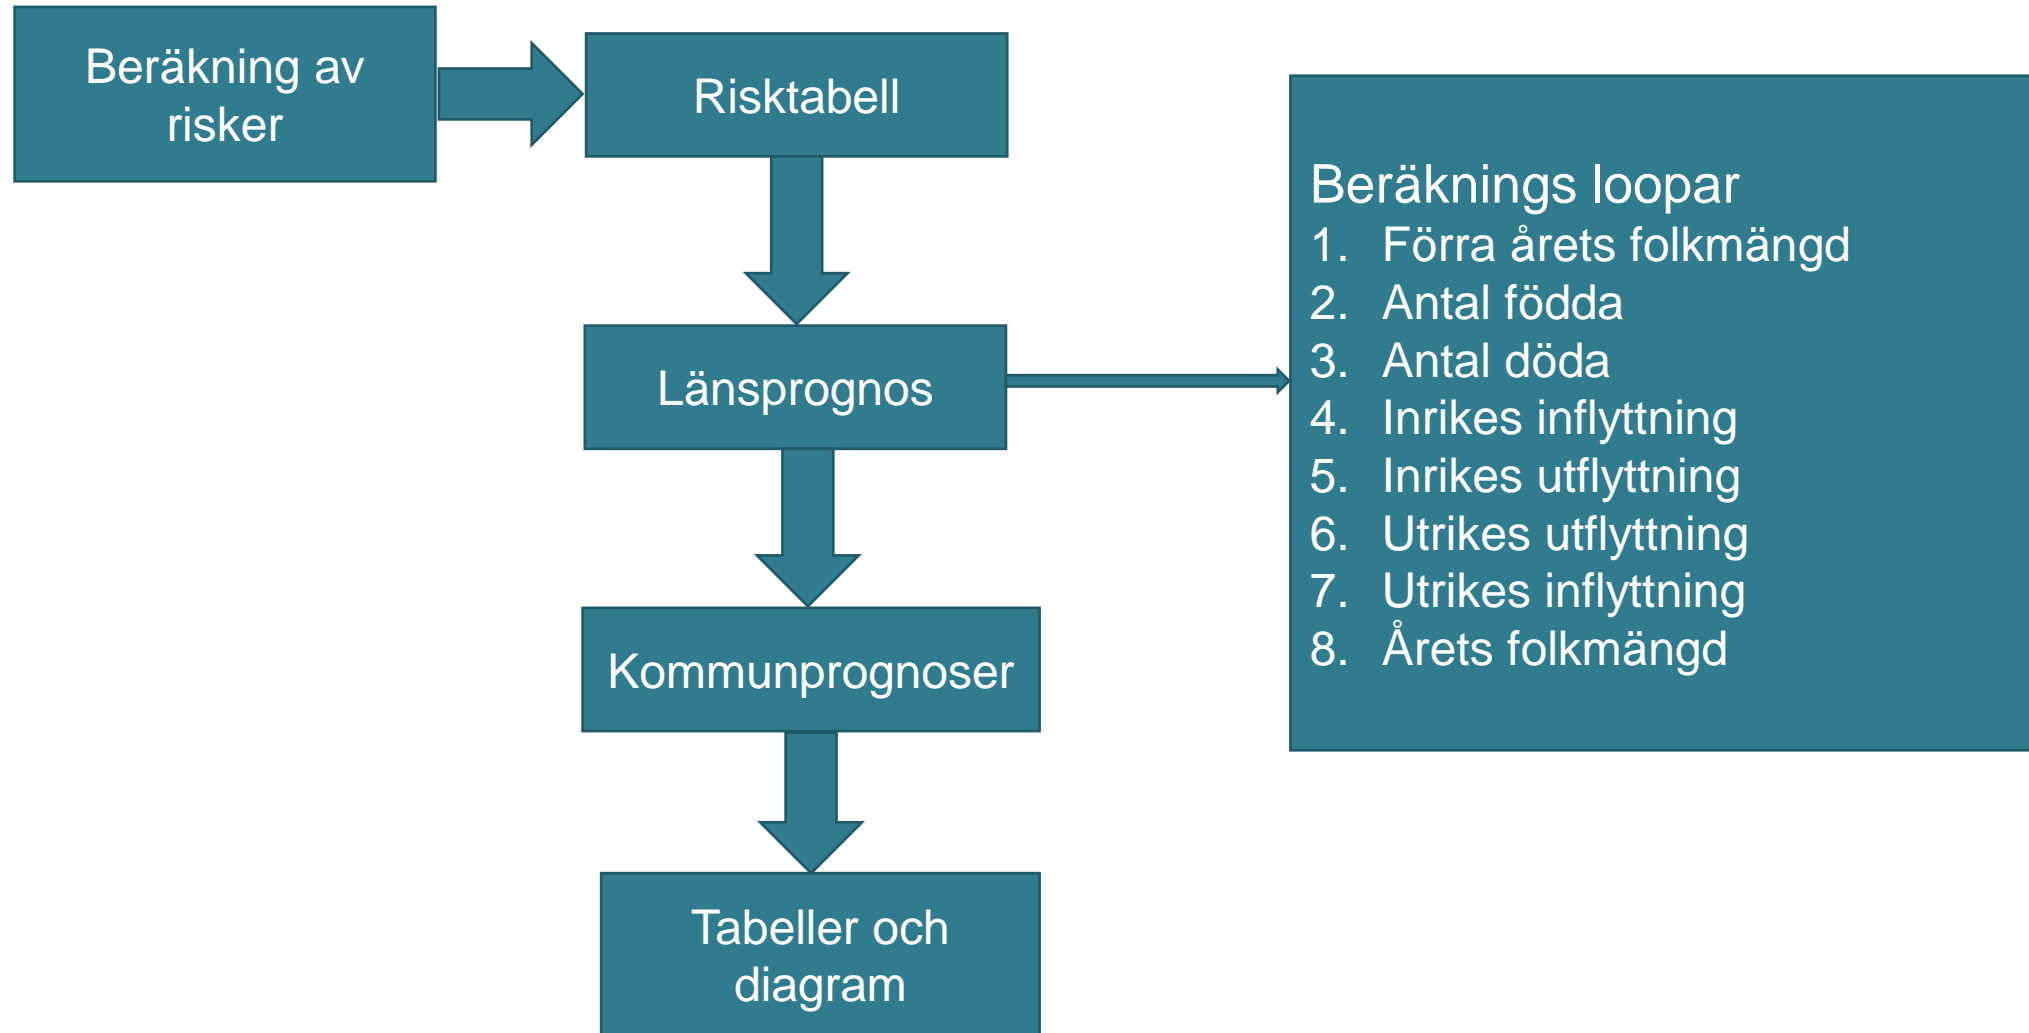 Beräkning av
risker
Risktabell
Länsprognos
Kommunprognoser
Tabeller och
diagram
Beräknings loopar
1. Förra årets folkmängd
2. Antal födda
3. Antal döda
4. Inrikes inflyttning
5. Inrikes utflyttning
6. Utrikes utflyttning
7. Utrikes inflyttning
8. Årets folkmängd